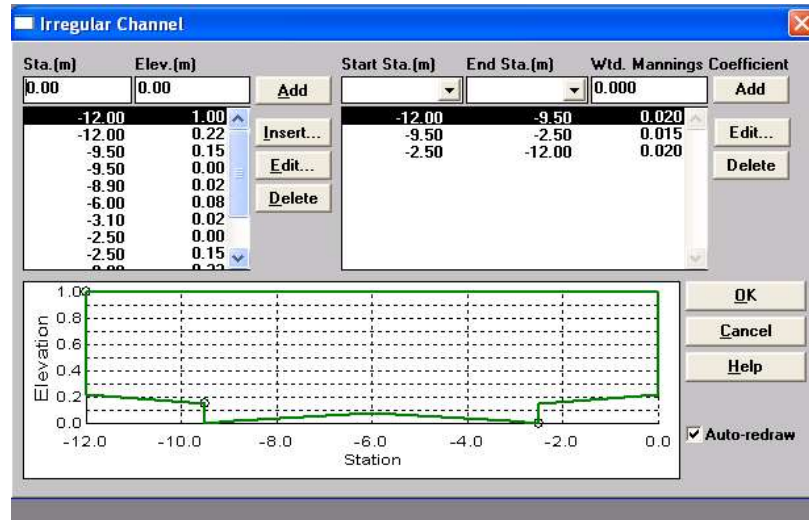 Irregular Channel
Sta.(m) Elev.(m) Start Sta.(m) End Sta.(m) Wtd. Mannings Coefficient
0.00 0.00 Add 0.000 Add
-12.00 1.00 -12.00 -9.50 0.020
-12.00 0.22 Insert... -9.50 -2.50 0.015 Edit...
-9.50 0.15 -2.50 -12.00 0.020
-9.50 0.00 Edit... Delete
-8.90 0.02
-6.00 0.08 Delete
-3.10 0.02
-2.50 0.00
-2.50 0.15
1.0 OK
0.8
0.6 Cancel
0.4 Help
0.2
0.0
Elevation
-12.0 -10.0 -8.0 -6.0 -4.0 -2.0 0.0 Auto-redraw
Station